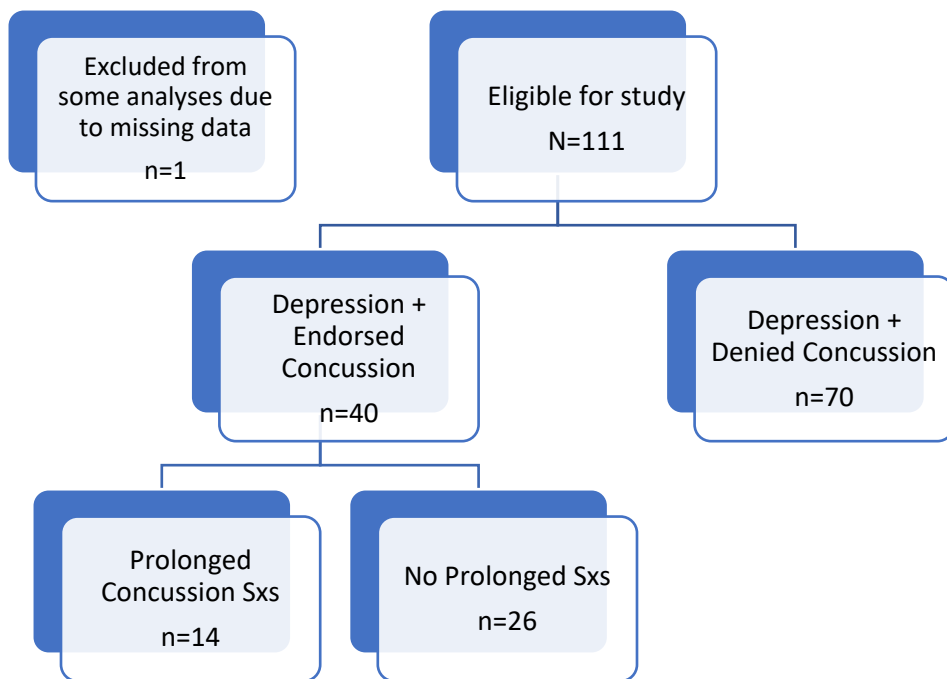 Excluded from
some analyses due
to missing data
n=1
Eligible for study
N=111
Depression +
Endorsed
Concussion
n=40
Depression +
Denied Concussion
n=70
Prolonged
Concussion Sxs
n=14
No Prolonged Sxs
n=26